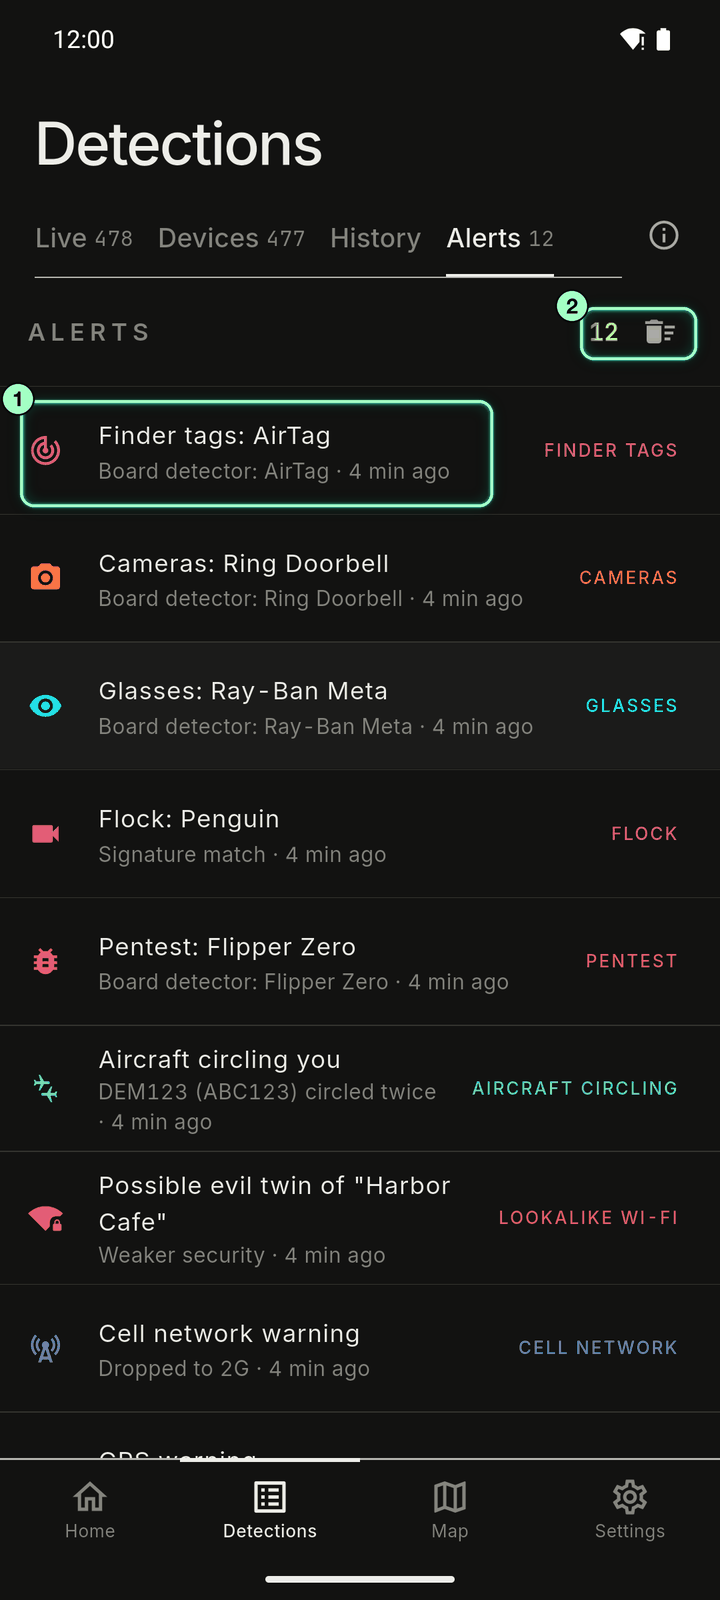 12:00
Detections
Live 478 Devices 477 History Alerts 12
ALERTS
2
12
1
Finder tags: AirTag
Board detector: AirTag · 4 min ago
FINDER TAGS
Cameras: Ring Doorbell
Board detector: Ring Doorbell · 4 min ago
CAMERAS
Glasses: Ray-Ban Meta
Board detector: Ray-Ban Meta · 4 min ago
GLASSES
Flock: Penguin
Signature match · 4 min ago
FLOCK
Pentest: Flipper Zero
Board detector: Flipper Zero · 4 min ago
PENTEST
Aircraft circling you
DEM123 (ABC123) circled twice
· 4 min ago
AIRCRAFT CIRCLING
Possible evil twin of "Harbor
Cafe"
Weaker security · 4 min ago
LOOKALIKE WI-FI
Cell network warning
Dropped to 2G · 4 min ago
CELL NETWORK
GPS warning
Home Detections Map Settings